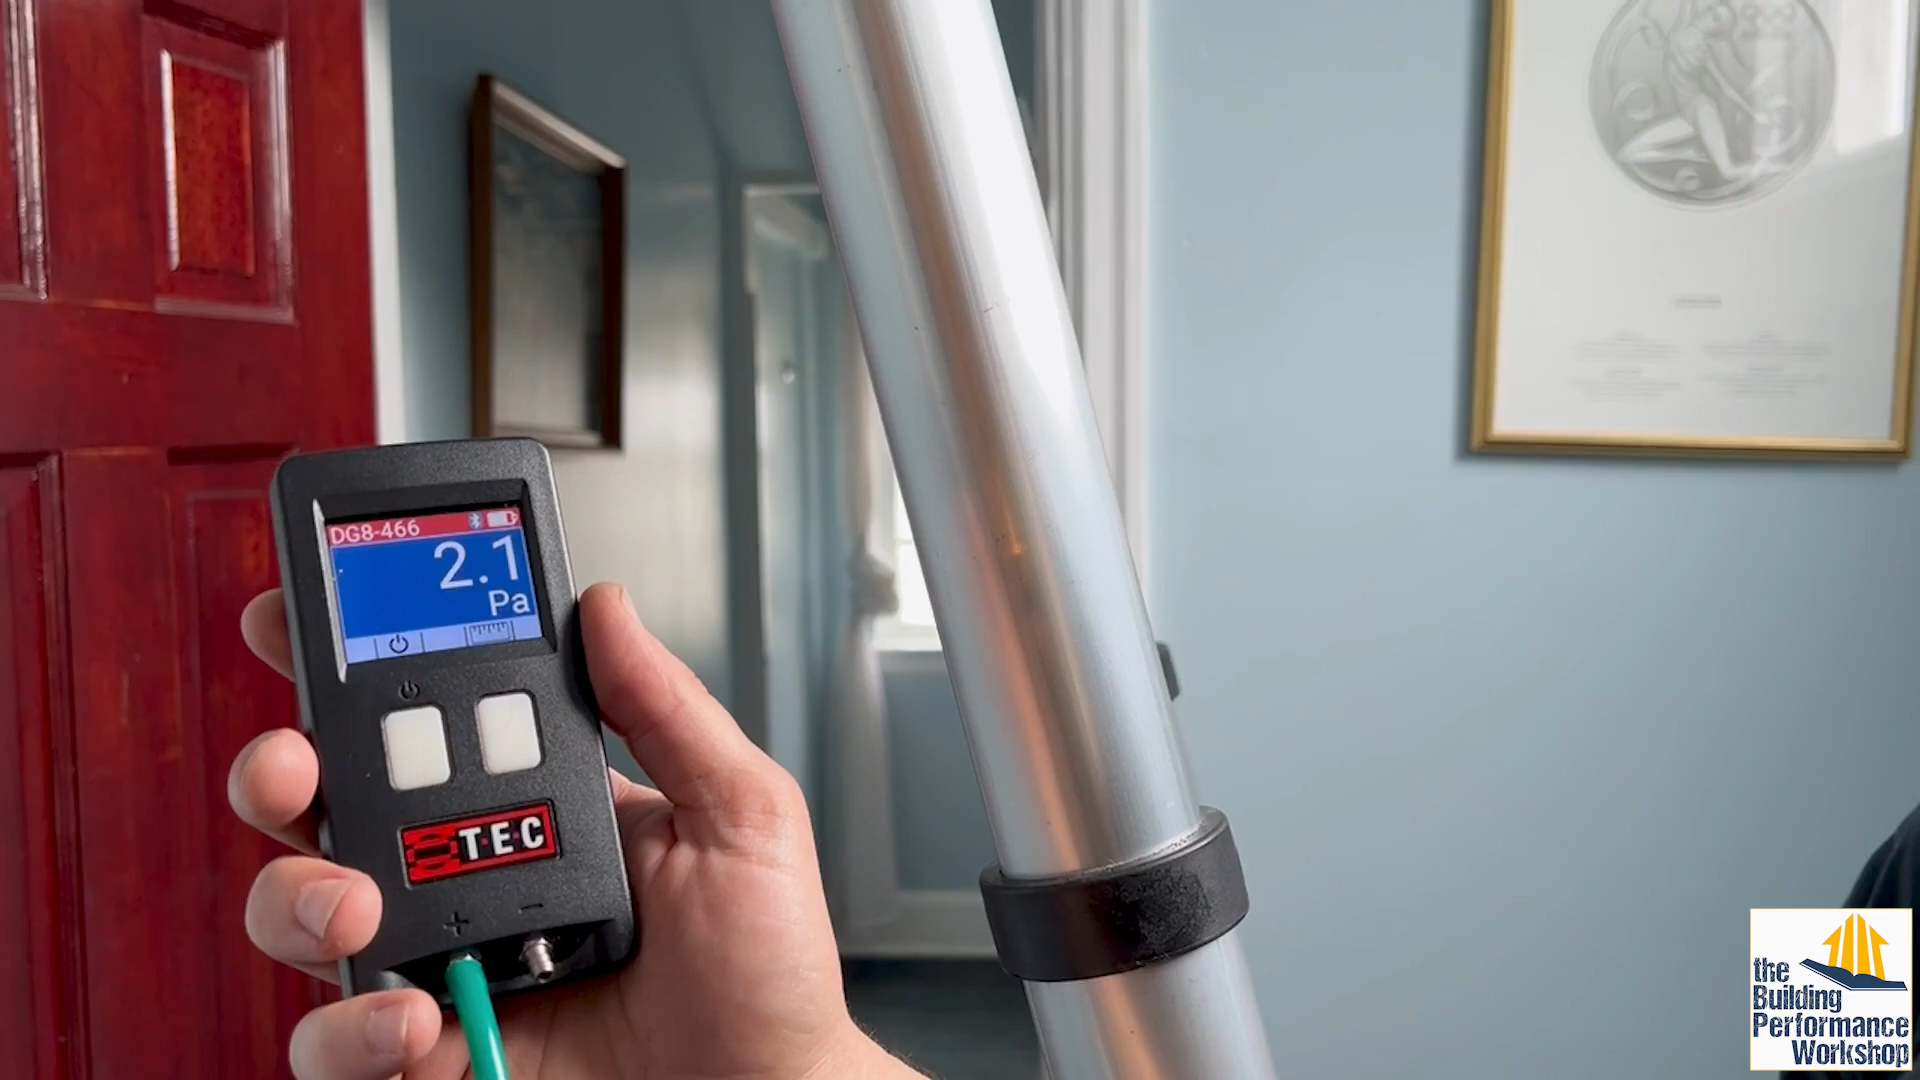 DG8-466
2.1
Pa
T·E·C
+ -
the
Building
Performance
Workshop